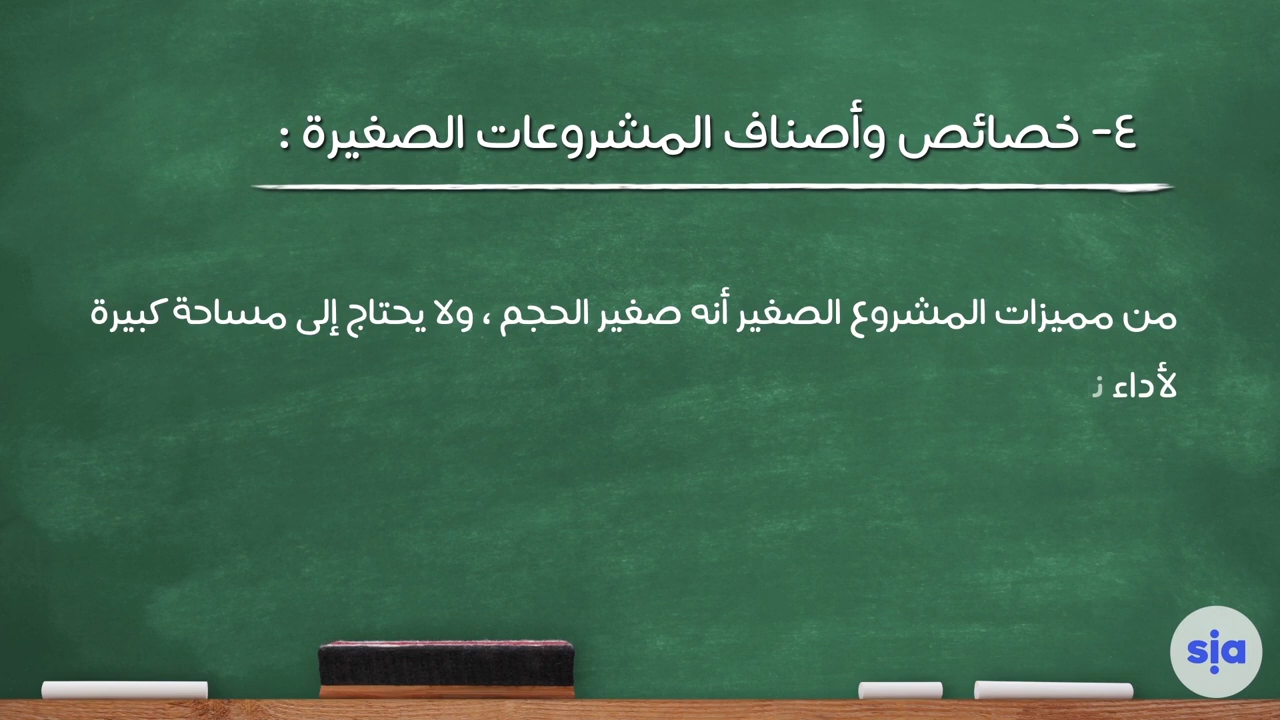 ٤- خصائص وأصناف المشروعات الصغيرة :
من مميزات المشروع الصغير أنه صغير الحجم ، ولا يحتاج إلى مساحة كبيرة
لأداء
sia